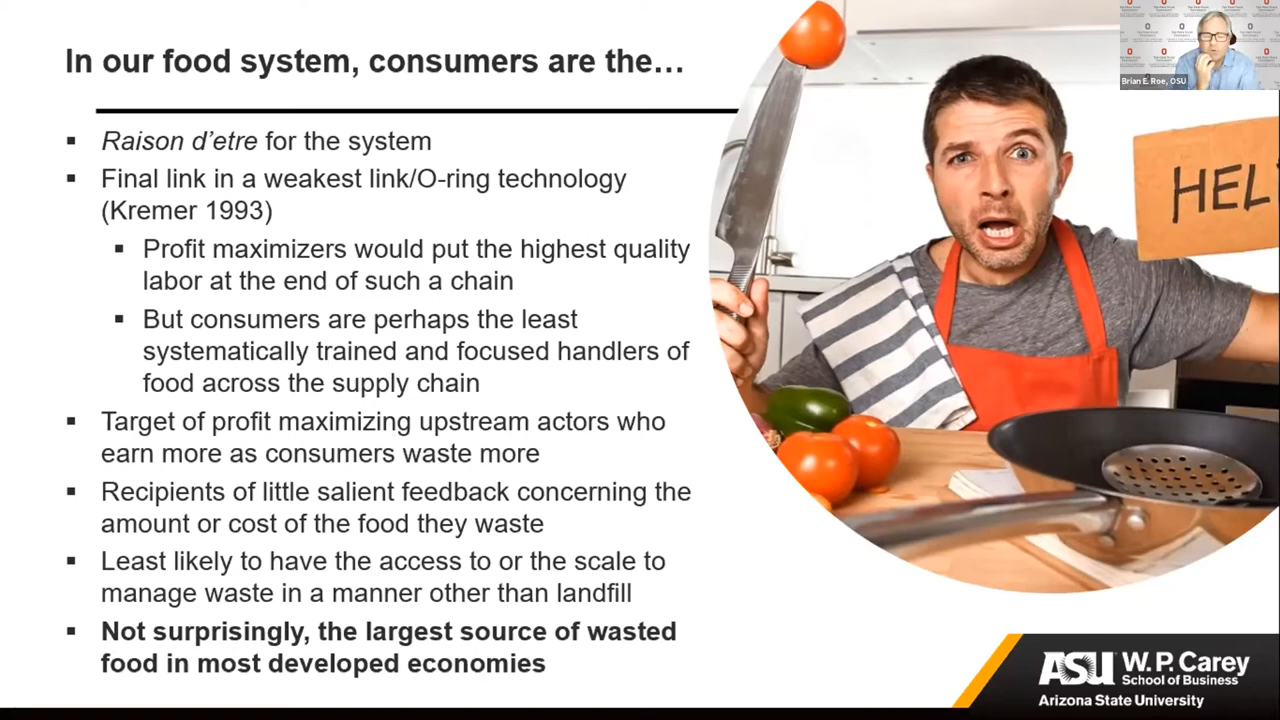 In our food system, consumers are the…
▪ Raison d’etre for the system
▪ Final link in a weakest link/O-ring technology
(Kremer 1993)
▪ Profit maximizers would put the highest quality
labor at the end of such a chain
▪ But consumers are perhaps the least
systematically trained and focused handlers of
food across the supply chain
▪ Target of profit maximizing upstream actors who
earn more as consumers waste more
▪ Recipients of little salient feedback concerning the
amount or cost of the food they waste
▪ Least likely to have the access to or the scale to
manage waste in a manner other than landfill
▪ Not surprisingly, the largest source of wasted
food in most developed economies
HEL
Brian E. Roe, OSU
ASU W. P. Carey
School of Business
Arizona State University